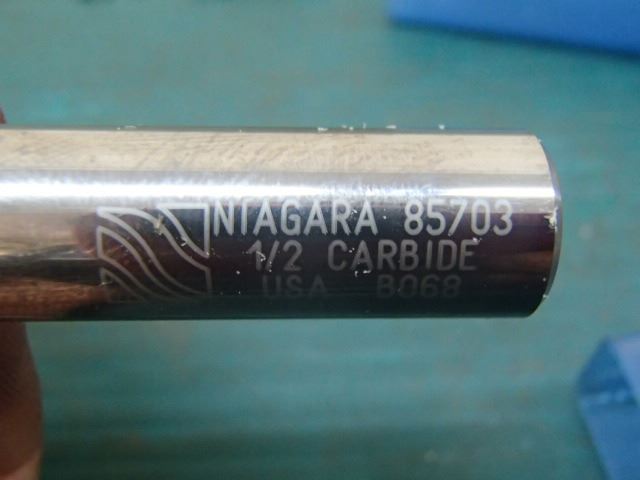 NIAGARA 85703
1/2 CARBIDE
USA B068